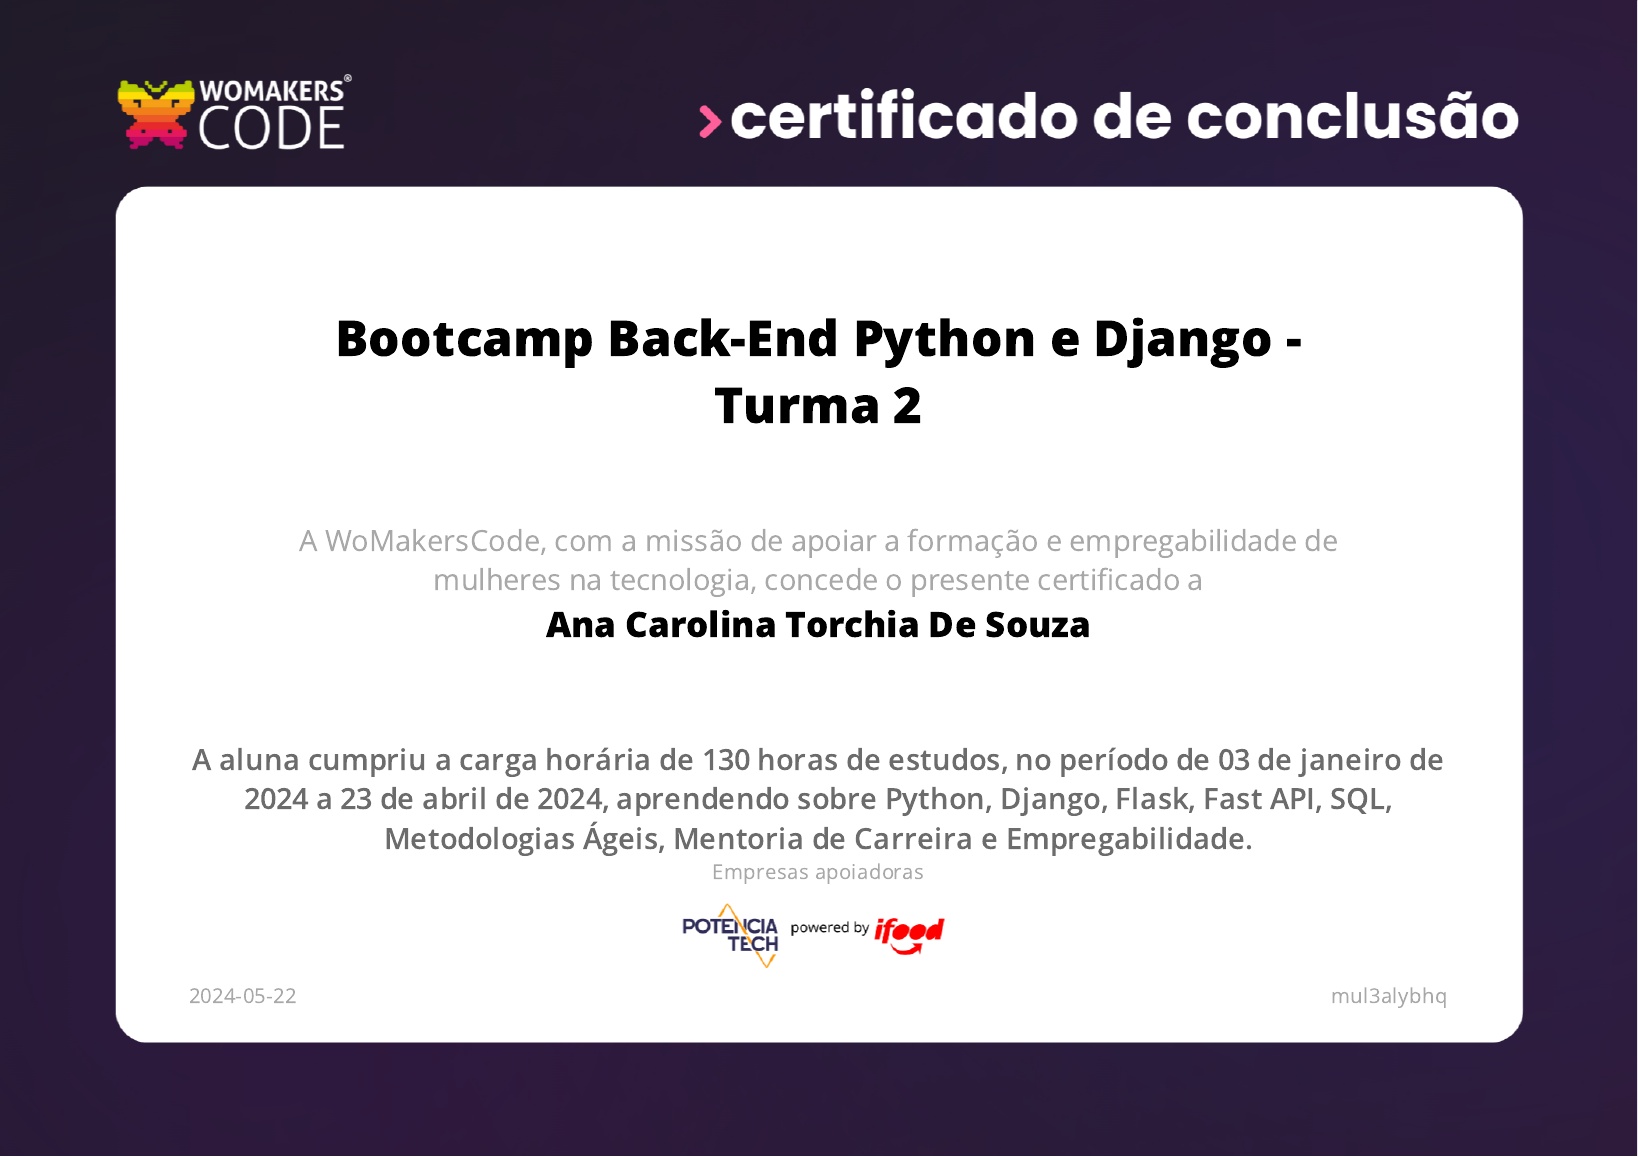 WOMAKERS®
CODE
certificado de conclusão
Bootcamp Back-End Python e Django -
Turma 2
A WoMakersCode, com a missão de apoiar a formação e empregabilidade de
mulheres na tecnologia, concede o presente certificado a
Ana Carolina Torchia De Souza
A aluna cumpriu a carga horária de 130 horas de estudos, no período de 03 de janeiro de
2024 a 23 de abril de 2024, aprendendo sobre Python, Django, Flask, Fast API, SQL,
Metodologias Ágeis, Mentoria de Carreira e Empregabilidade.
Empresas apoiadoras
POTENCIA
TECH
powered by ifood
2024-05-22
mul3alybhq